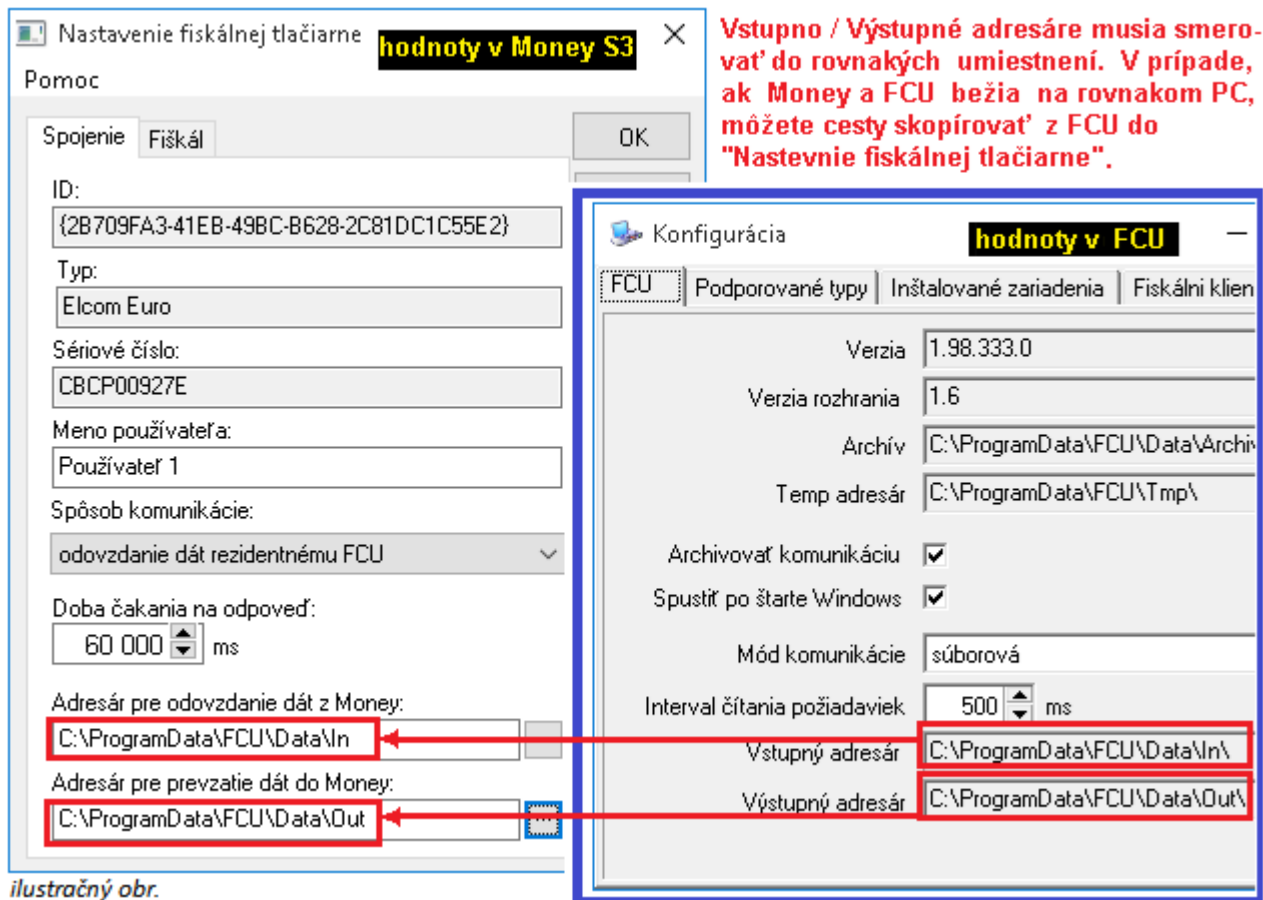 Nastavenie fiskálnej tlačiarne
hodnoty v Money S3
Pomoc
Spojenie
Fiškál
OK
ID:
{2B709FA3-41EB-49BC-B628-2C81DC1C55E2}
Typ:
Elcom Euro
Sériové číslo:
CBCP00927E
Meno používateľa:
Používateľ 1
Spôsob komunikácie:
odovzdanie dát rezidentnému FCU
Doba čakania na odpoveď:
60 000 ms
Adresár pre odovzdanie dát z Money:
C:\ProgramData\FCU\Data\In
Adresár pre prevzatie dát do Money:
C:\ProgramData\FCU\Data\Out
...
ilustračný obr.
Vstupno / Výstupné adresáre musia smero-
vať do rovnakých umiestnení. V prípade,
ak Money a FCU bežia na rovnakom PC,
môžete cesty skopírovať z FCU do
"Nastevnie fiskálnej tlačiarne".
Konfigurácia
hodnoty v FCU
FCU
Podporované typy
Inštalované zariadenia
Fiskálni klien
Verzia 1.98.333.0
Verzia rozhrania 1.6
Archív C:\ProgramData\FCU\Data\Archiv
Temp adresár C:\ProgramData\FCU\Tmp\
Archivovať komunikáciu
Spustiť po štarte Windows
Mód komunikácie súborová
Interval čítania požiadaviek 500 ms
Vstupný adresár C:\ProgramData\FCU\Data\In\
Výstupný adresár C:\ProgramData\FCU\Data\Out\